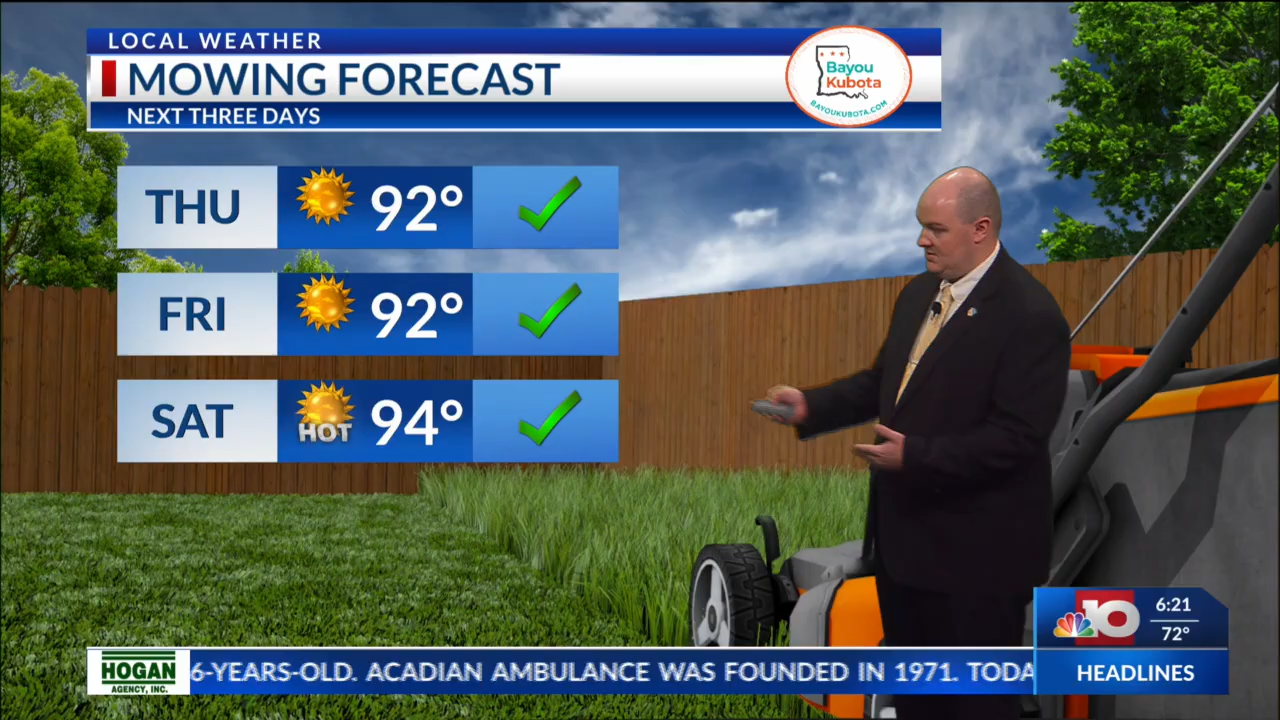 LOCAL WEATHER
MOWING FORECAST
NEXT THREE DAYS
Bayou
Kubota
BAYOUKUBOTA.COM
THU 92°
FRI 92°
SAT HOT 94°
10
6:21
72°
HEADLINES
HOGAN
AGENCY, INC.
6-YEARS-OLD. ACADIAN AMBULANCE WAS FOUNDED IN 1971. TODA